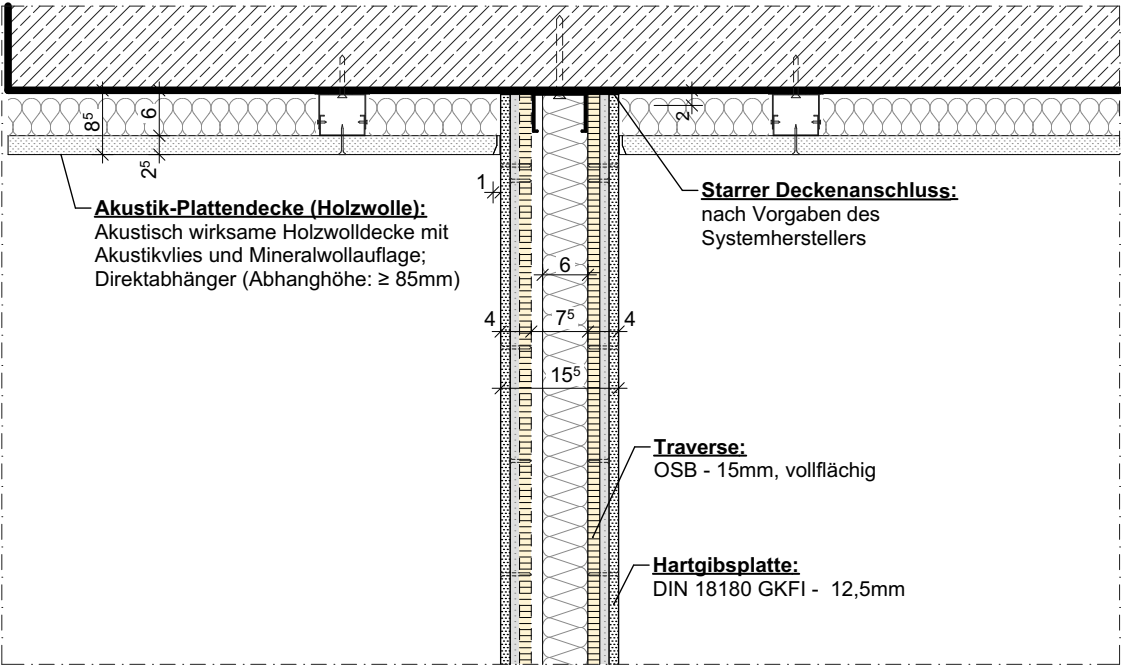 8⁵
6
2⁵
2
1
Akustik-Plattendecke (Holzwolle):
Akustisch wirksame Holzwolldecke mit
Akustikvlies und Mineralwollauflage;
Direktabhänger (Abhanghöhe: ≥ 85mm)
Starrer Deckenanschluss:
nach Vorgaben des
Systemherstellers
6
4
7⁵
4
15⁵
Traverse:
OSB - 15mm, vollflächig
Hartgibsplatte:
DIN 18180 GKFI - 12,5mm